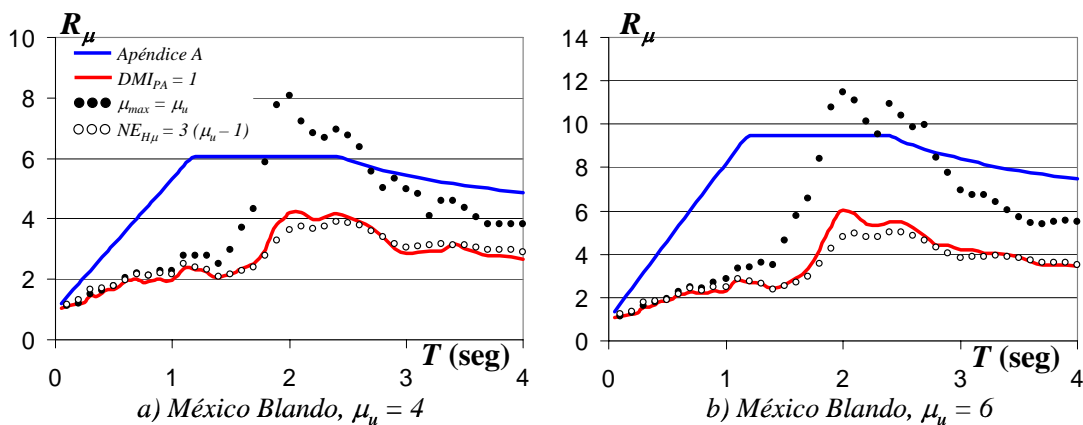 R_μ
10
8
6
4
2
0
Apéndice A
DMI_PA = 1
μ_max = μ_u
NE_Hμ = 3 (μ_u – 1)
0 1 2 3 4
T (seg)
a) México Blando, μ_u = 4
R_μ
14
12
10
8
6
4
2
0
0 1 2 3 4
T (seg)
b) México Blando, μ_u = 6